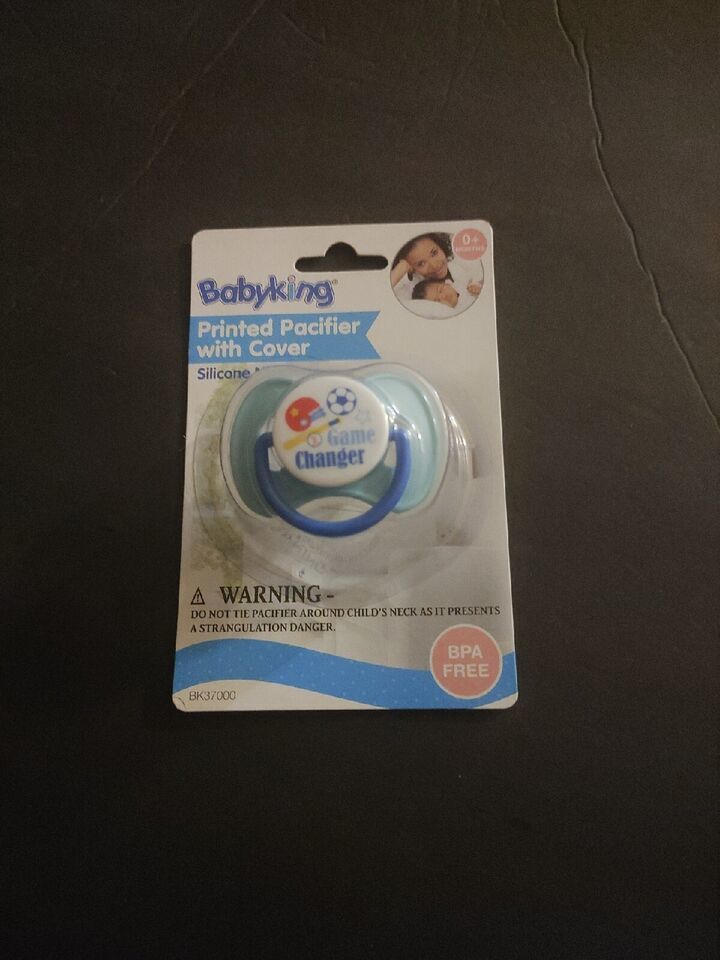 Babyking
0+
MONTHS
Printed Pacifier
with Cover
Silicone
Game
Changer
⚠ WARNING -
DO NOT TIE PACIFIER AROUND CHILD'S NECK AS IT PRESENTS
A STRANGULATION DANGER.
BPA
FREE
BK37000